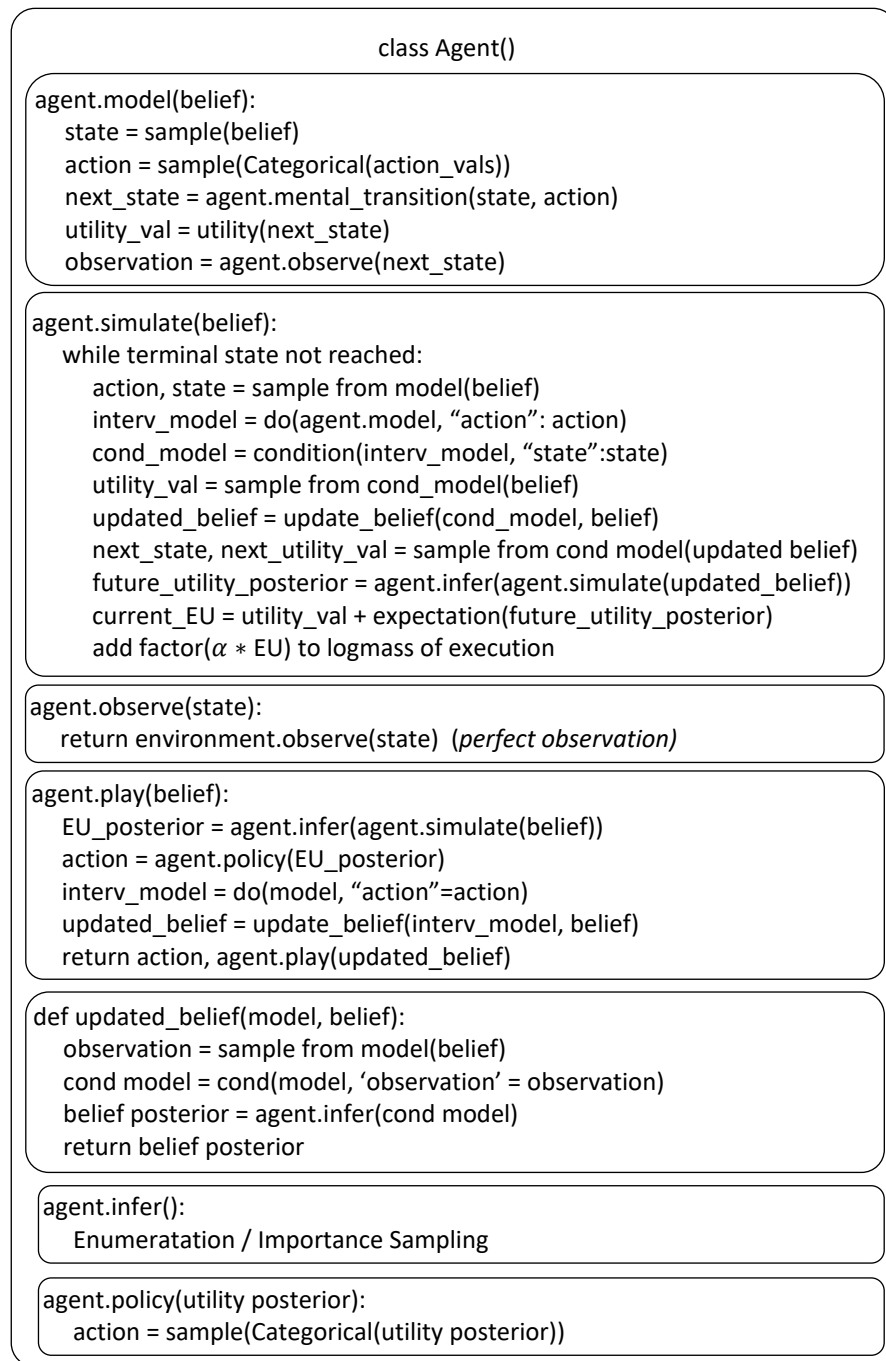 class Agent()
agent.model(belief):
state = sample(belief)
action = sample(Categorical(action_vals))
next_state = agent.mental_transition(state, action)
utility_val = utility(next_state)
observation = agent.observe(next_state)
agent.simulate(belief):
while terminal state not reached:
action, state = sample from model(belief)
interv_model = do(agent.model, “action”: action)
cond_model = condition(interv_model, “state”:state)
utility_val = sample from cond_model(belief)
updated_belief = update_belief(cond_model, belief)
next_state, next_utility_val = sample from cond model(updated belief)
future_utility_posterior = agent.infer(agent.simulate(updated_belief))
current_EU = utility_val + expectation(future_utility_posterior)
add factor(𝛼 ∗ EU) to logmass of execution
agent.observe(state):
return environment.observe(state) (perfect observation)
agent.play(belief):
EU_posterior = agent.infer(agent.simulate(belief))
action = agent.policy(EU_posterior)
interv_model = do(model, “action”=action)
updated_belief = update_belief(interv_model, belief)
return action, agent.play(updated_belief)
def updated_belief(model, belief):
observation = sample from model(belief)
cond model = cond(model, ‘observation’ = observation)
belief posterior = agent.infer(cond model)
return belief posterior
agent.infer():
Enumeratation / Importance Sampling
agent.policy(utility posterior):
action = sample(Categorical(utility posterior))